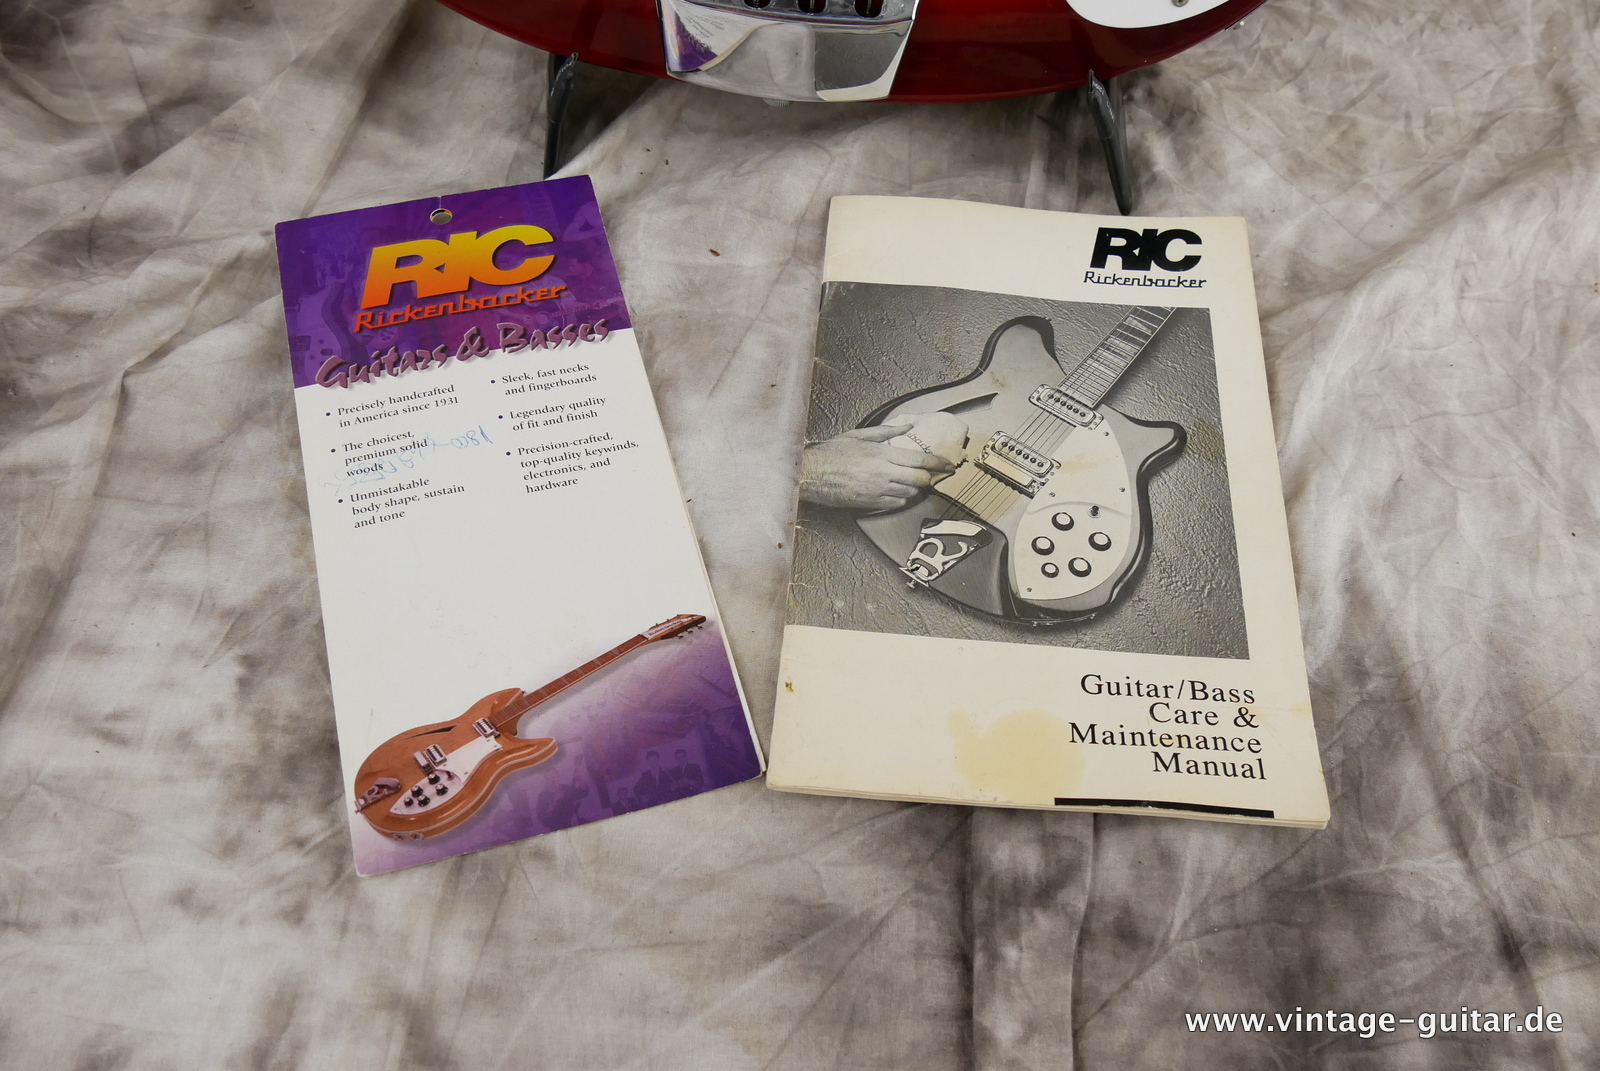 RIC
Rickenbacker
Guitars & Basses
• Precisely handcrafted
in America since 1931
• The choicest,
premium solid
woods
• Unmistakable
body shape, sustain
and tone
• Sleek, fast necks
and fingerboards
• Legendary quality
of fit and finish
• Precision-crafted,
top-quality keywinds,
electronics, and
hardware
RIC
Rickenbacker
R
Guitar/Bass
Care &
Maintenance
Manual
www.vintage-guitar.de